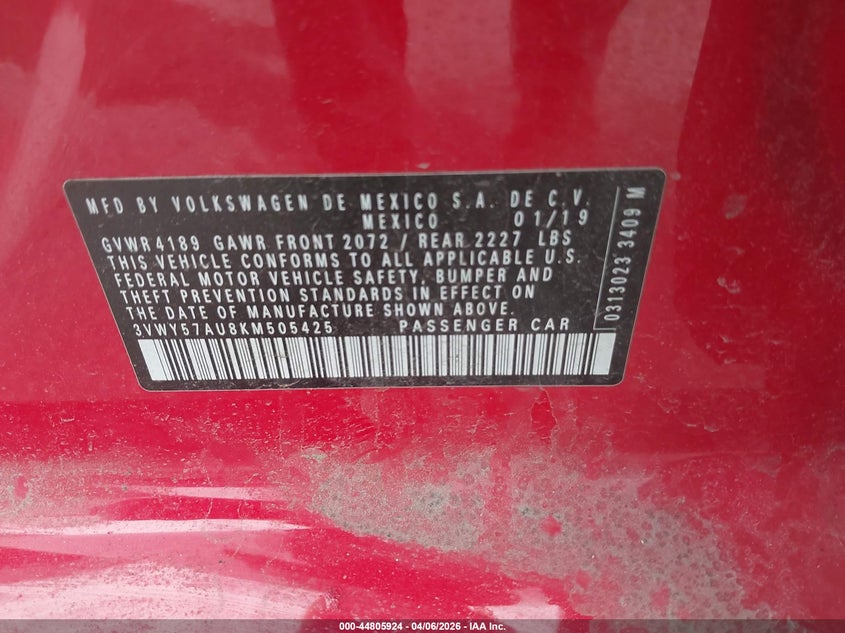 MFD BY VOLKSWAGEN DE MEXICO S.A. DE C.V.
MEXICO 01/19
GVWR 4189 GAWR FRONT 2072 / REAR 2227 LBS
THIS VEHICLE CONFORMS TO ALL APPLICABLE U.S.
FEDERAL MOTOR VEHICLE SAFETY, BUMPER AND
THEFT PREVENTION STANDARDS IN EFFECT ON
THE DATE OF MANUFACTURE SHOWN ABOVE.
3VWY57AU8KM505425 PASSENGER CAR
0313023 3409 M
000-44805924 - 04/06/2026 - IAA Inc.